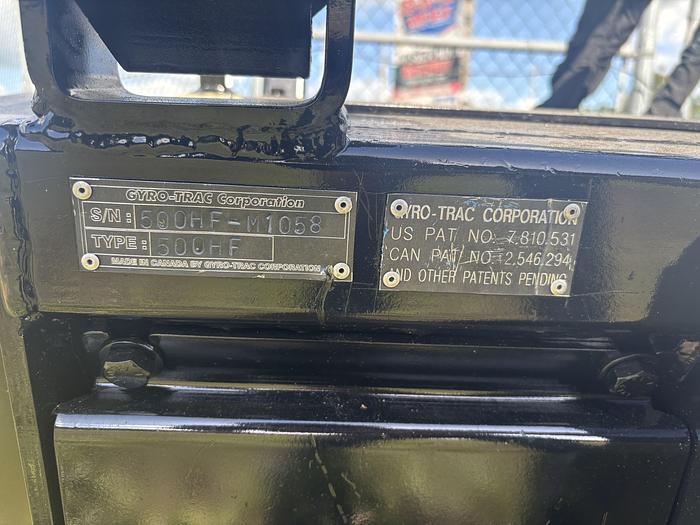 GYRO-TRAC Corporation
S/N: 500HF-M1058
TYPE: 500HF
MADE IN CANADA BY GYRO-TRAC CORPORATION
GYRO-TRAC CORPORATION
US PAT NO: 7.810.531
CAN PAT NO: 2.546.294
AND OTHER PATENTS PENDING